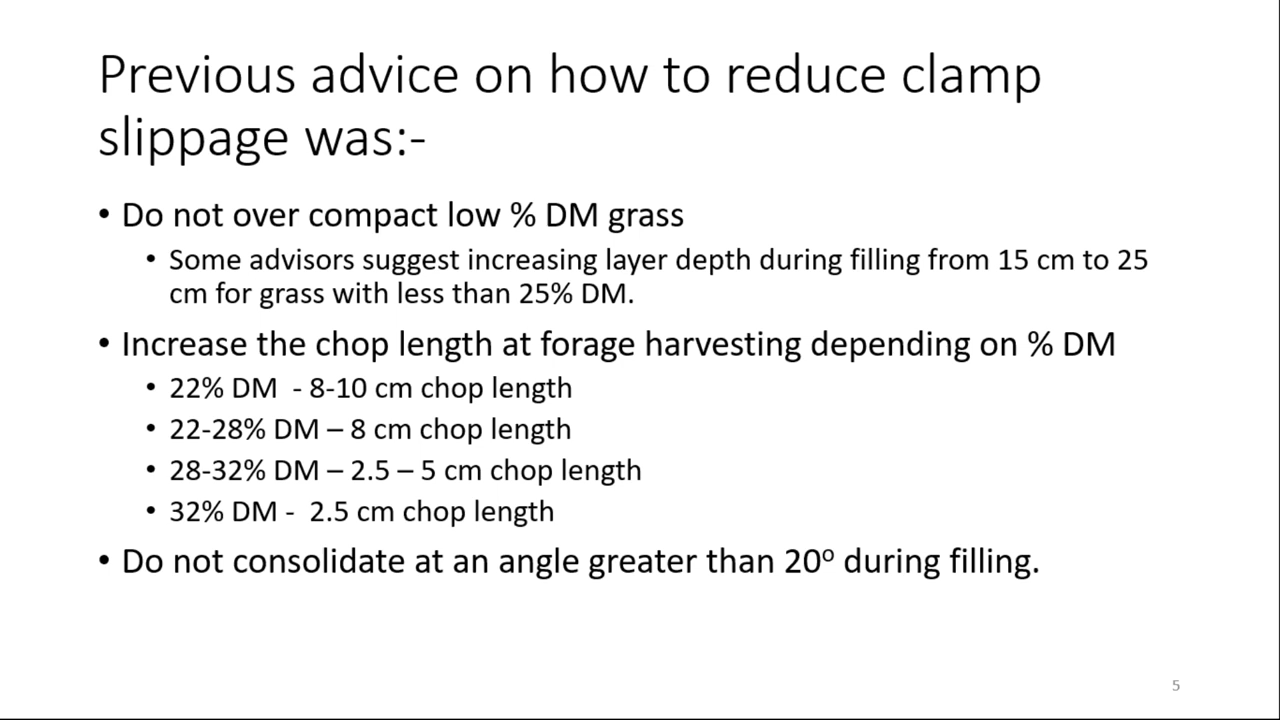 Previous advice on how to reduce clamp
slippage was:-
• Do not over compact low % DM grass
• Some advisors suggest increasing layer depth during filling from 15 cm to 25
cm for grass with less than 25% DM.
• Increase the chop length at forage harvesting depending on % DM
• 22% DM  - 8-10 cm chop length
• 22-28% DM – 8 cm chop length
• 28-32% DM – 2.5 – 5 cm chop length
• 32% DM -  2.5 cm chop length
• Do not consolidate at an angle greater than 20º during filling.
5